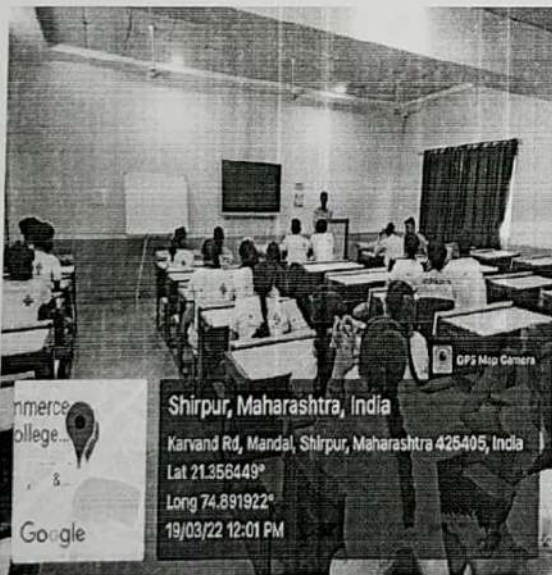 GPS Map Camera
mmerce
ollege...
&
Google
Shirpur, Maharashtra, India
Karvand Rd, Mandal, Shirpur, Maharashtra 425405, India
Lat 21.356449°
Long 74.891922°
19/03/22 12:01 PM